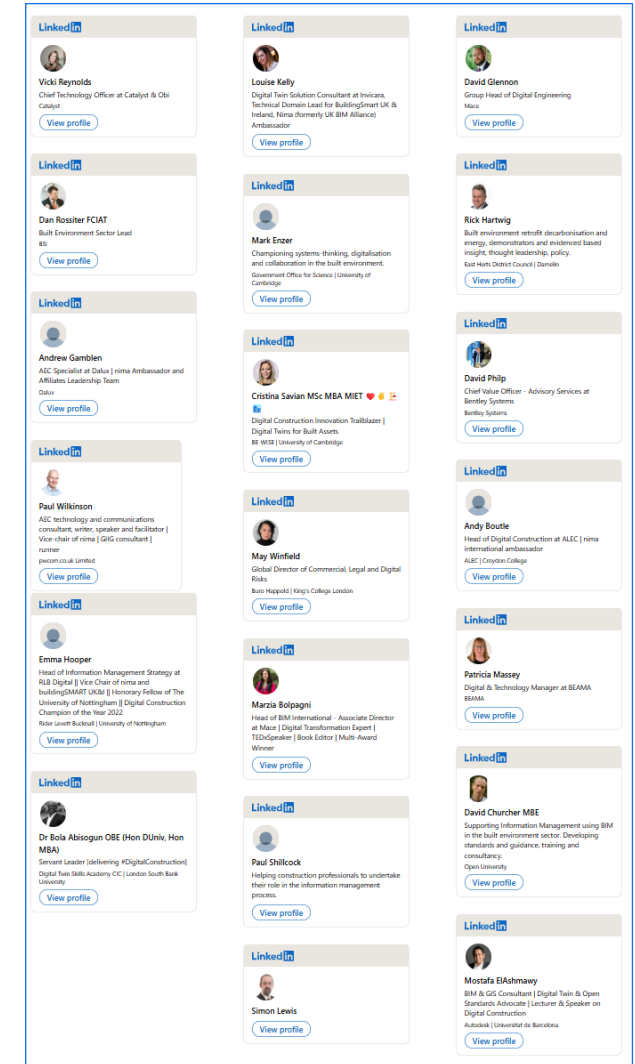 LinkedIn
Vicki Reynolds
Chief Technology Officer at Catalyst & Obi
Catalyst
View profile
LinkedIn
Dan Rossiter FCIAT
Built Environment Sector Lead
BSI
View profile
LinkedIn
Andrew Gamblen
AEC Specialist at Dalux | nima Ambassador and
Affiliates Leadership Team
Dalux
View profile
LinkedIn
Paul Wilkinson
AEC technology and communications
consultant, writer, speaker and facilitator |
Vice-chair of nima | GIIG consultant |
runner
pwcom.co.uk Limited
View profile
LinkedIn
Emma Hooper
Head of Information Management Strategy at
RLB Digital || Vice Chair of nima and
buildingSMART UK&I || Honorary Fellow of The
University of Nottingham || Digital Construction
Champion of the Year 2022
Rider Levett Bucknall | University of Nottingham
View profile
LinkedIn
Dr Bola Abisogun OBE (Hon DUniv, Hon
MBA)
Servant Leader (delivering #DigitalConstruction]
Digital Twin Skills Academy CIC | London South Bank
University
View profile
LinkedIn
Louise Kelly
Digital Twin Solution Consultant at Invicara,
Technical Domain Lead for BuildingSmart UK &
Ireland, Nima (formerly UK BIM Alliance)
Ambassador
View profile
LinkedIn
Mark Enzer
Championing systems-thinking, digitalisation
and collaboration in the built environment.
Government Office for Science | University of
Cambridge
View profile
LinkedIn
Cristina Savian MSc MBA MIET
Digital Construction Innovation Trailblazer |
Digital Twins for Built Assets
BE-WISE | University of Cambridge
View profile
LinkedIn
May Winfield
Global Director of Commercial, Legal and Digital
Risks
Buro Happold | King's College London
View profile
LinkedIn
Marzia Bolpagni
Head of BIM International - Associate Director
at Mace | Digital Transformation Expert |
TEDxSpeaker | Book Editor | Multi-Award
Winner
View profile
LinkedIn
Paul Shillcock
Helping construction professionals to undertake
their role in the information management
process.
View profile
LinkedIn
Simon Lewis
View profile
LinkedIn
David Glennon
Group Head of Digital Engineering
Mace
View profile
LinkedIn
Rick Hartwig
Built environment retrofit decarbonisation and
energy, demonstrators and evidenced based
insight, thought leadership, policy.
East Herts District Council | Damelin
View profile
LinkedIn
David Philp
Chief Value Officer - Advisory Services at
Bentley Systems
Bentley Systems
View profile
LinkedIn
Andy Boutle
Head of Digital Construction at ALEC | nima
international ambassador
ALEC | Croydon College
View profile
LinkedIn
Patricia Massey
Digital & Technology Manager at BEAMA
BEAMA
View profile
LinkedIn
David Churcher MBE
Supporting Information Management using BIM
in the built environment sector. Developing
standards and guidance, training and
consultancy.
Open University
View profile
LinkedIn
Mostafa ElAshmawy
BIM & GIS Consultant | Digital Twin & Open
Standards Advocate | Lecturer & Speaker on
Digital Construction
Autodesk | Universitat de Barcelona
View profile